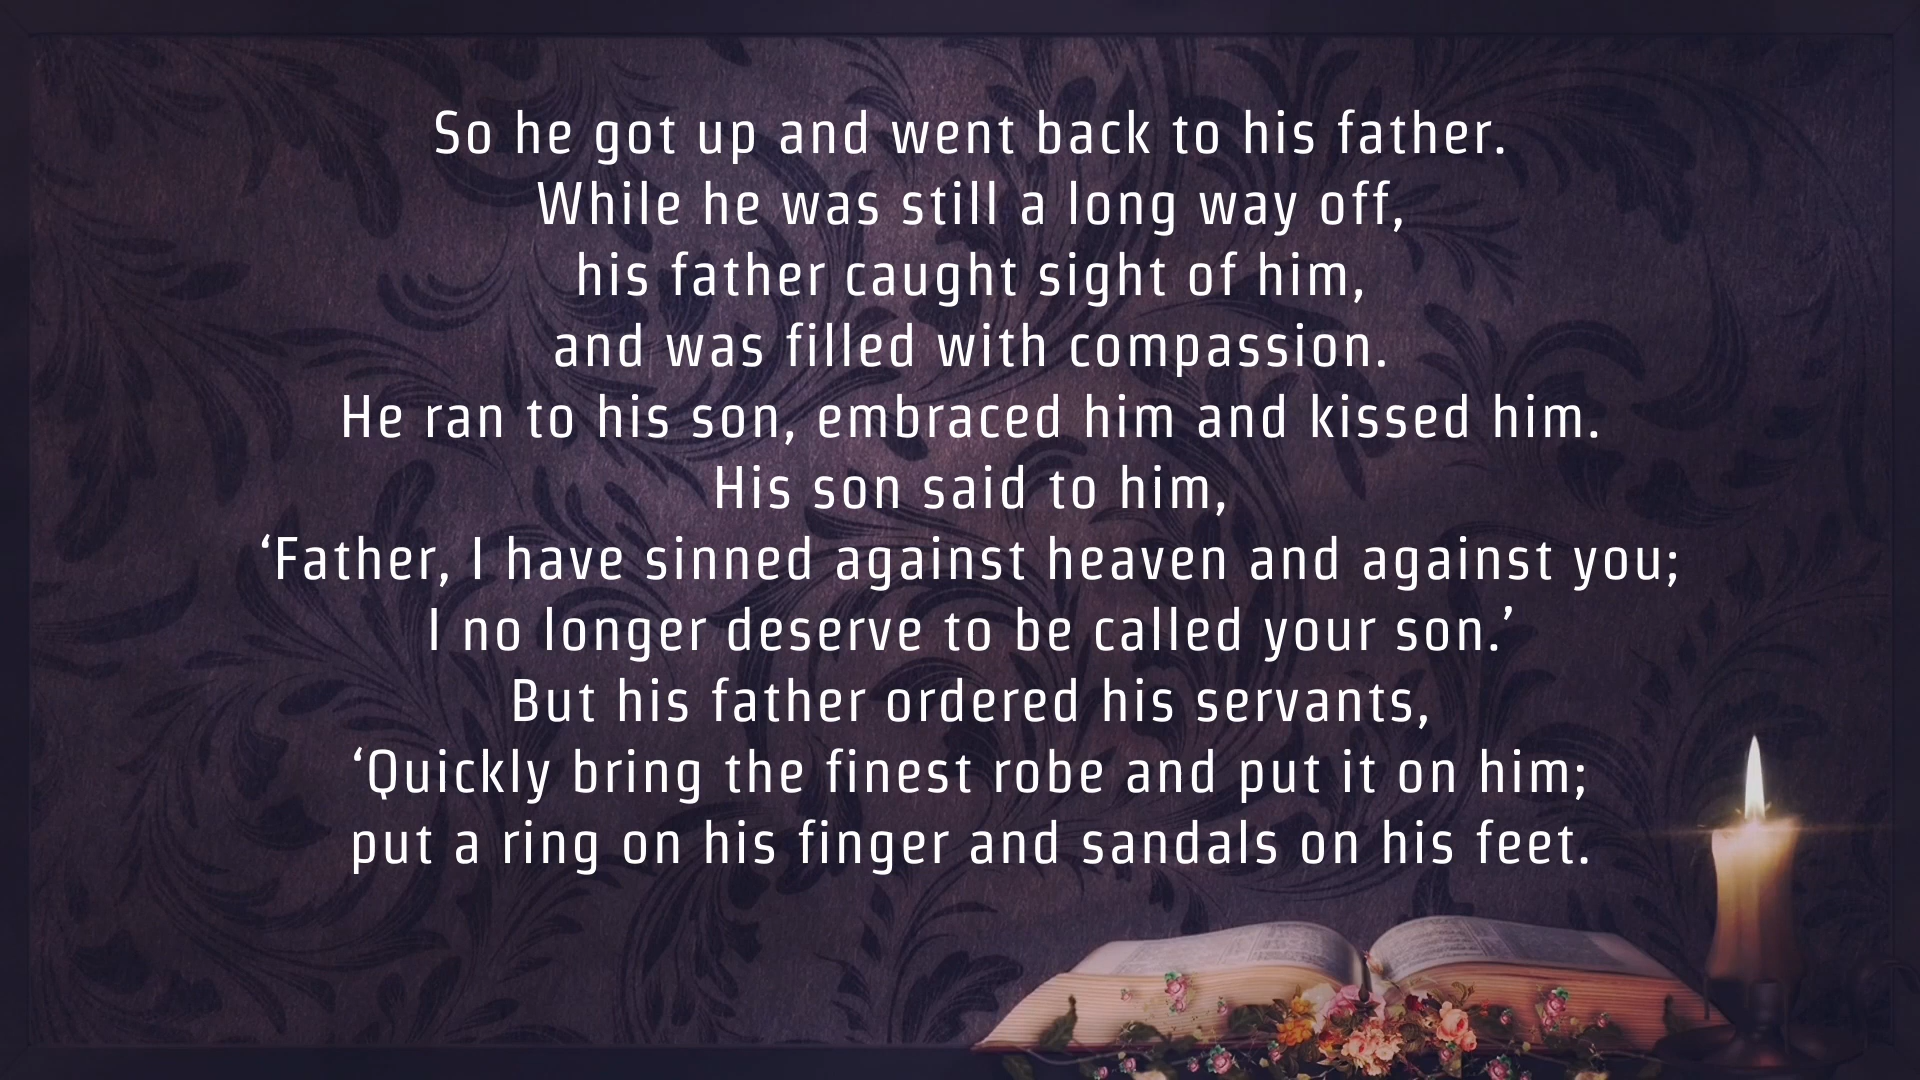 So he got up and went back to his father.
While he was still a long way off,
his father caught sight of him,
and was filled with compassion.
He ran to his son, embraced him and kissed him.
His son said to him,
‘Father, I have sinned against heaven and against you;
I no longer deserve to be called your son.’
But his father ordered his servants,
‘Quickly bring the finest robe and put it on him;
put a ring on his finger and sandals on his feet.